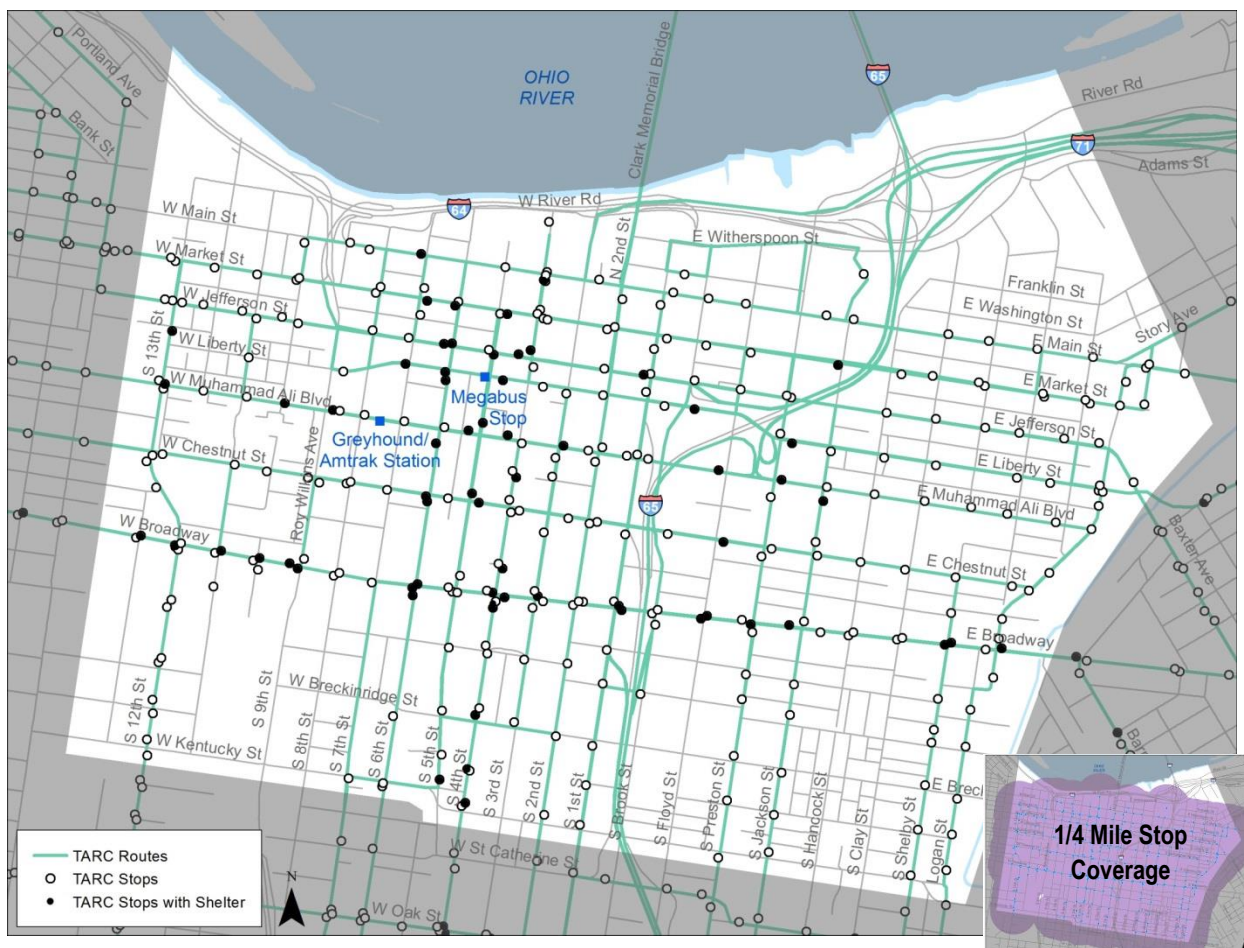 Portland Ave
Bank St
OHIO
RIVER
Clark Memorial Bridge
65
River Rd
71
Adams St
W Main St
64
W River Rd
N 2nd St
E Witherspoon St
W Market St
Franklin St
W Jefferson St
E Washington St
Story Ave
E Main St
S 13th St
W Liberty St
E Market St
W Muhammad Ali Blvd
Megabus
Stop
E Jefferson St
Greyhound/
Amtrak Station
Roy Wilkins Ave
W Chestnut St
E Liberty St
65
E Muhammad Ali Blvd
Baxter Ave
W Broadway
E Chestnut St
E Broadway
W Breckinridge St
S 12th St
S 9th St
S 8th St
S 7th St
S 6th St
S 5th St
S 4th St
S 3rd St
S 2nd St
S 1st St
S Brook St
S Floyd St
S Preston St
S Jackson St
S Hancock St
S Clay St
S Shelby St
Logan St
W Kentucky St
W St Catherine St
W Oak St
TARC Routes
TARC Stops
TARC Stops with Shelter
N
1/4 Mile Stop
Coverage